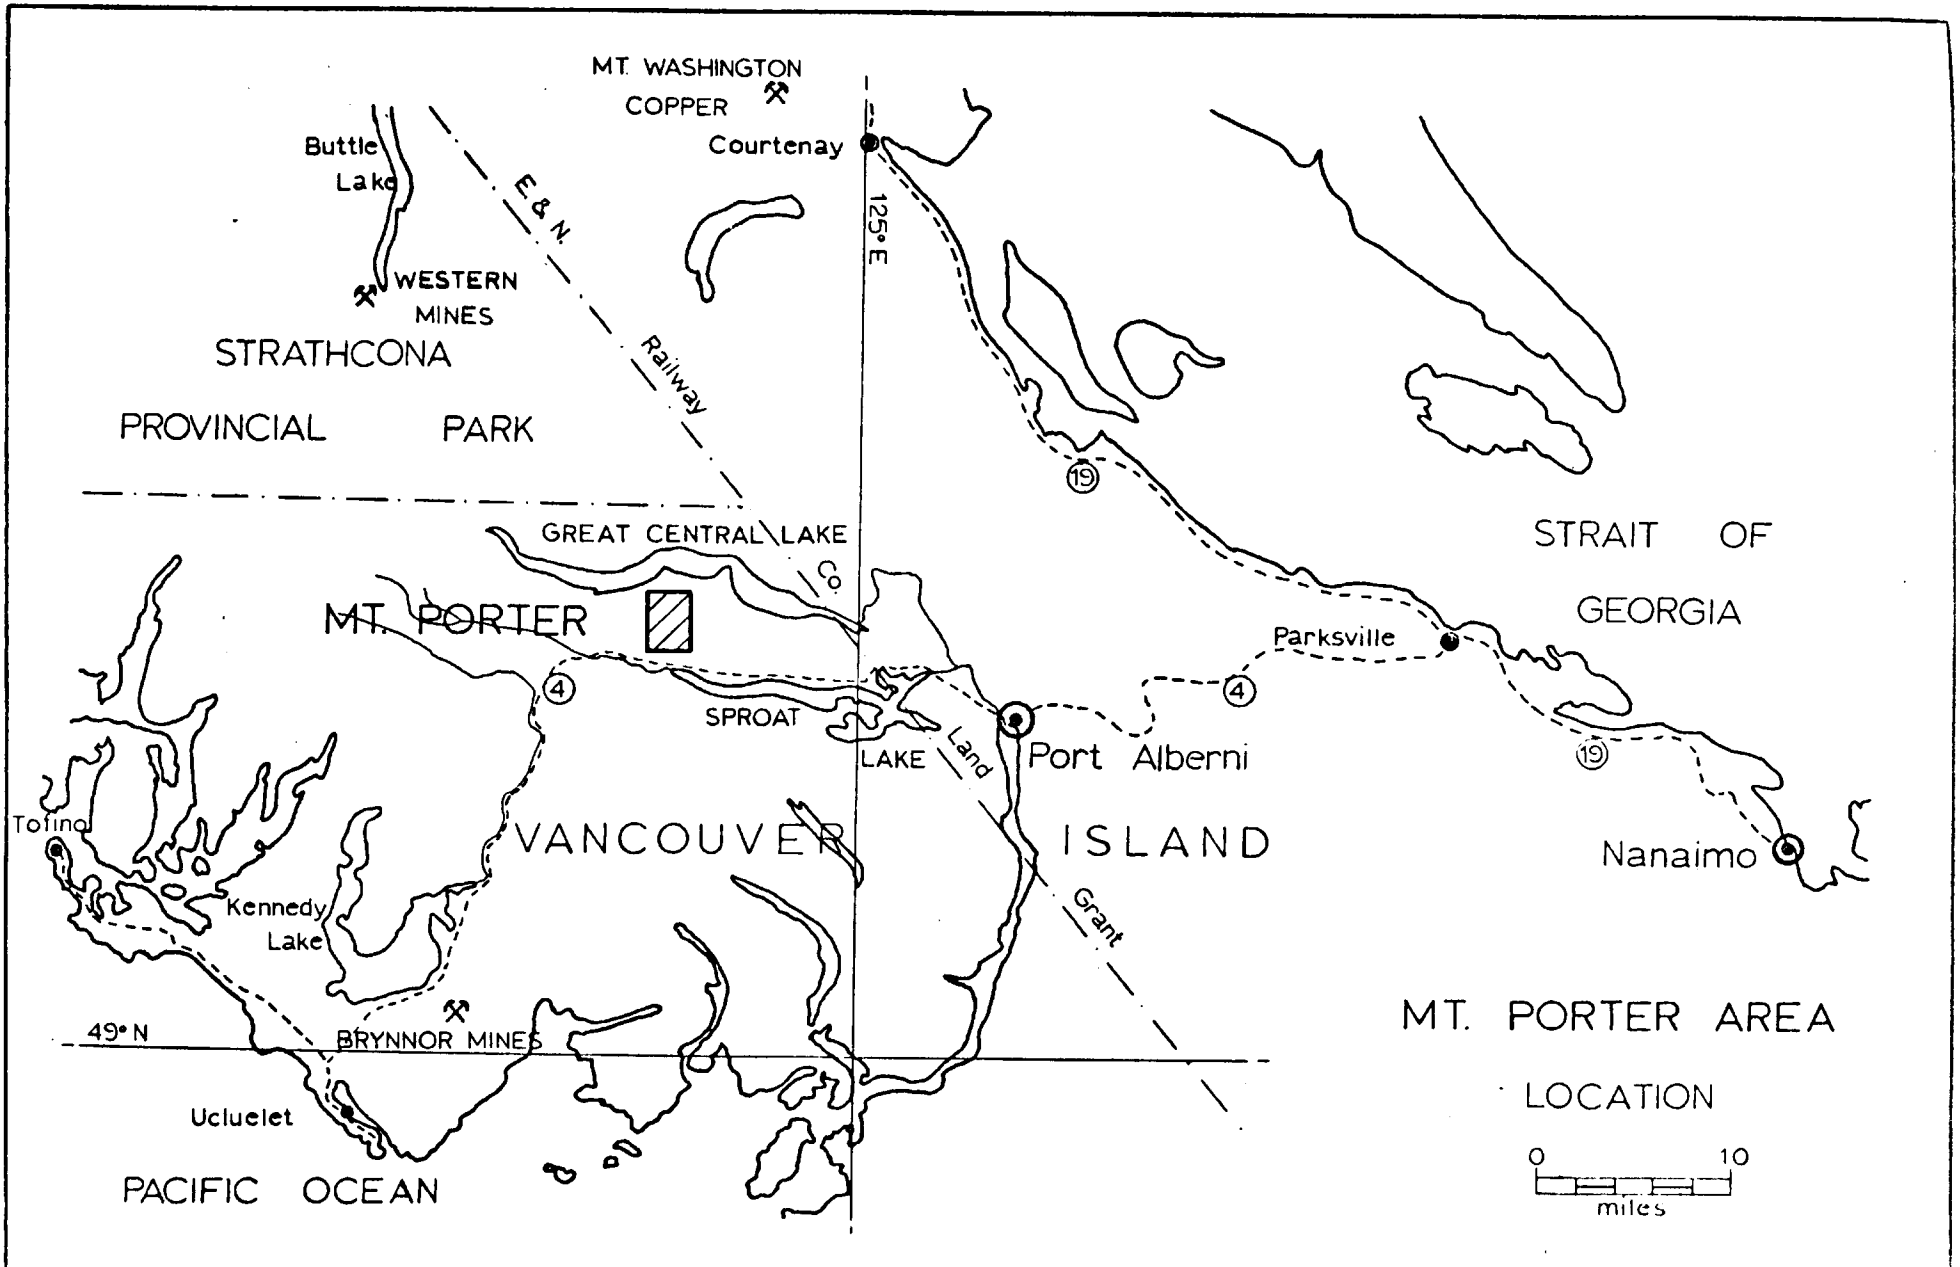 MT. WASHINGTON
COPPER
Buttle
Lake
Courtenay
E. & N.
125° E
WESTERN
MINES
STRATHCONA
Railway
PROVINCIAL PARK
19
GREAT CENTRAL LAKE
STRAIT OF
Co.
GEORGIA
MT. PORTER
Parksville
4
4
SPROAT
LAKE
Land
Port Alberni
19
Tofino
VANCOUVER ISLAND
Nanaimo
Kennedy
Lake
Grant
MT. PORTER AREA
49° N
BRYNNOR MINES
LOCATION
Ucluelet
0 10
miles
PACIFIC OCEAN